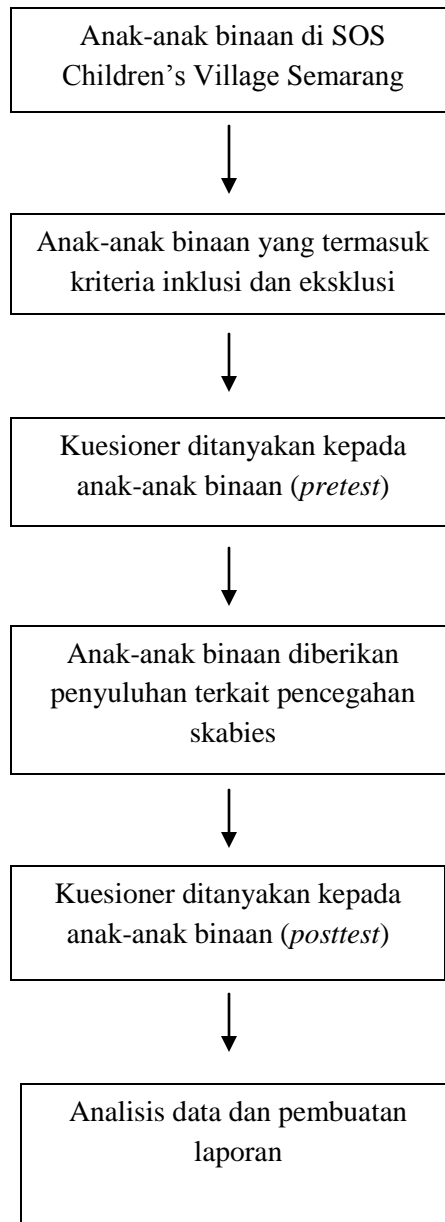 Anak-anak binaan di SOS
Children’s Village Semarang
Anak-anak binaan yang termasuk
kriteria inklusi dan eksklusi
Kuesioner ditanyakan kepada
anak-anak binaan (pretest)
Anak-anak binaan diberikan
penyuluhan terkait pencegahan
skabies
Kuesioner ditanyakan kepada
anak-anak binaan (posttest)
Analisis data dan pembuatan
laporan